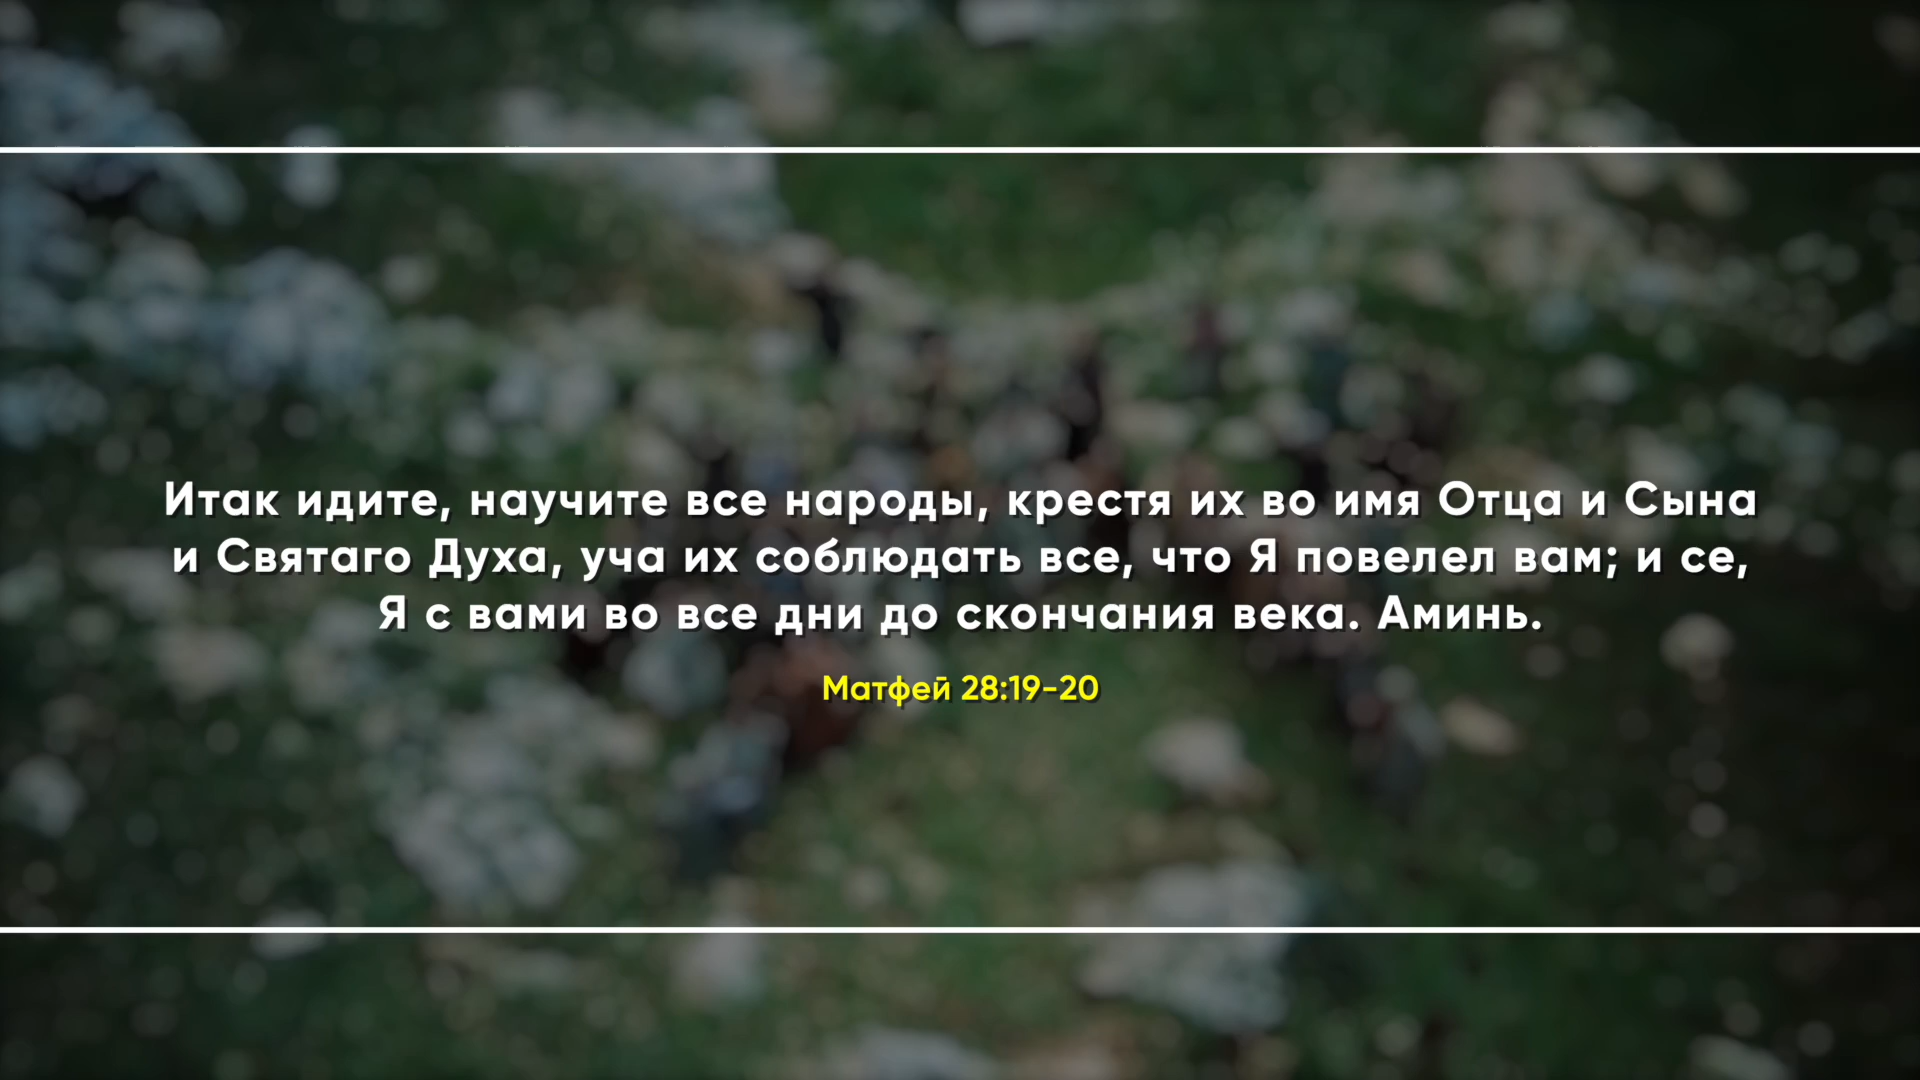 Итак идите, научите все народы, крестя их во имя Отца и Сына
и Святаго Духа, уча их соблюдать все, что Я повелел вам; и се,
Я с вами во все дни до скончания века. Аминь.
Матфей 28:19-20